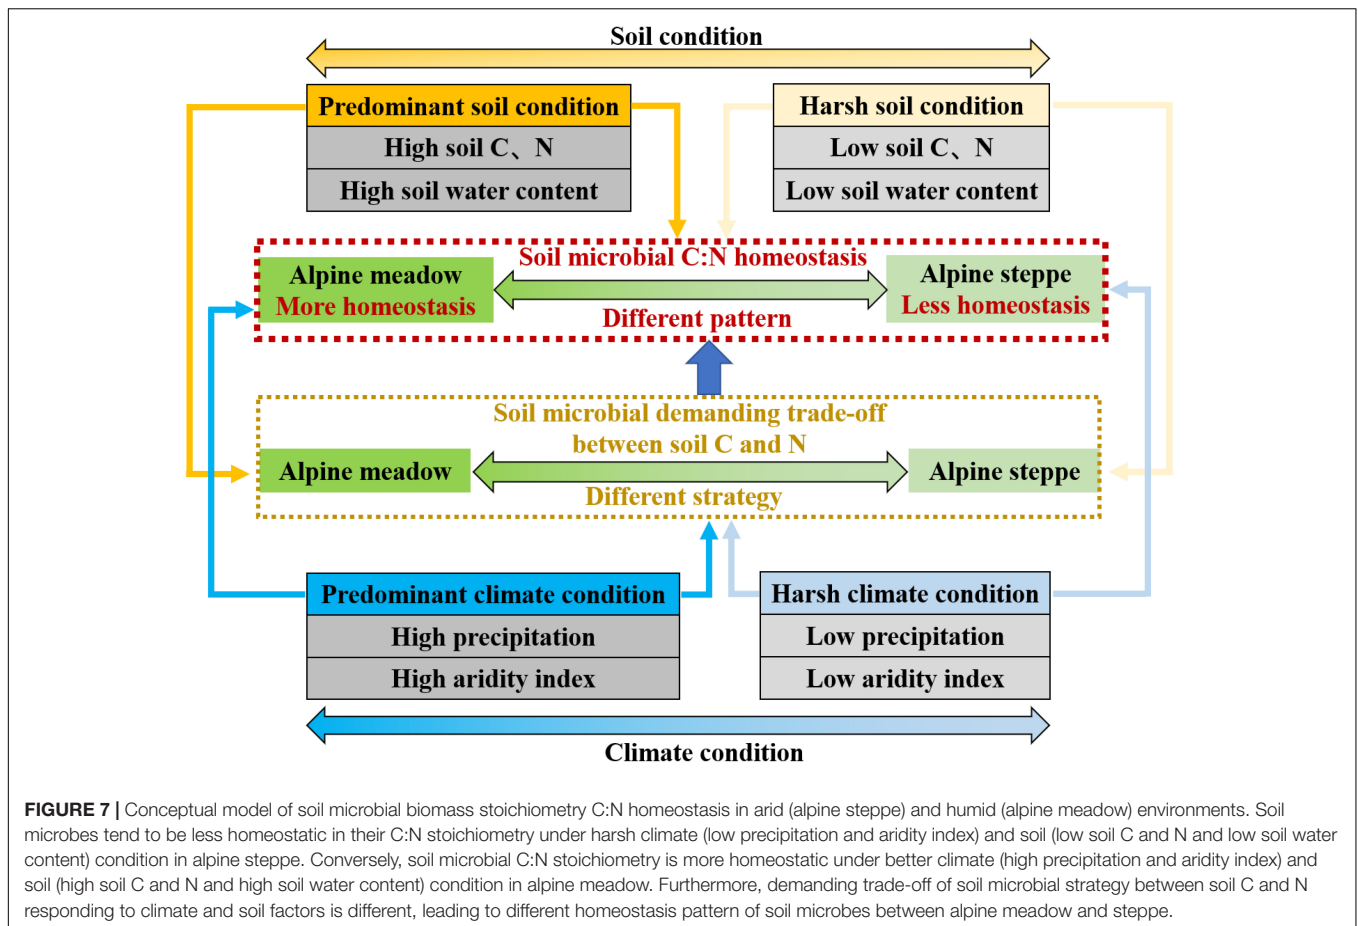 Soil condition
Predominant soil condition
High soil C、N
High soil water content
Harsh soil condition
Low soil C、N
Low soil water content
Soil microbial C:N homeostasis
Alpine meadow
More homeostasis
Alpine steppe
Less homeostasis
Different pattern
Soil microbial demanding trade-off
between soil C and N
Alpine meadow
Alpine steppe
Different strategy
Predominant climate condition
High precipitation
High aridity index
Harsh climate condition
Low precipitation
Low aridity index
Climate condition
FIGURE 7 | Conceptual model of soil microbial biomass stoichiometry C:N homeostasis in arid (alpine steppe) and humid (alpine meadow) environments. Soil
microbes tend to be less homeostatic in their C:N stoichiometry under harsh climate (low precipitation and aridity index) and soil (low soil C and N and low soil water
content) condition in alpine steppe. Conversely, soil microbial C:N stoichiometry is more homeostatic under better climate (high precipitation and aridity index) and
soil (high soil C and N and high soil water content) condition in alpine meadow. Furthermore, demanding trade-off of soil microbial strategy between soil C and N
responding to climate and soil factors is different, leading to different homeostasis pattern of soil microbes between alpine meadow and steppe.